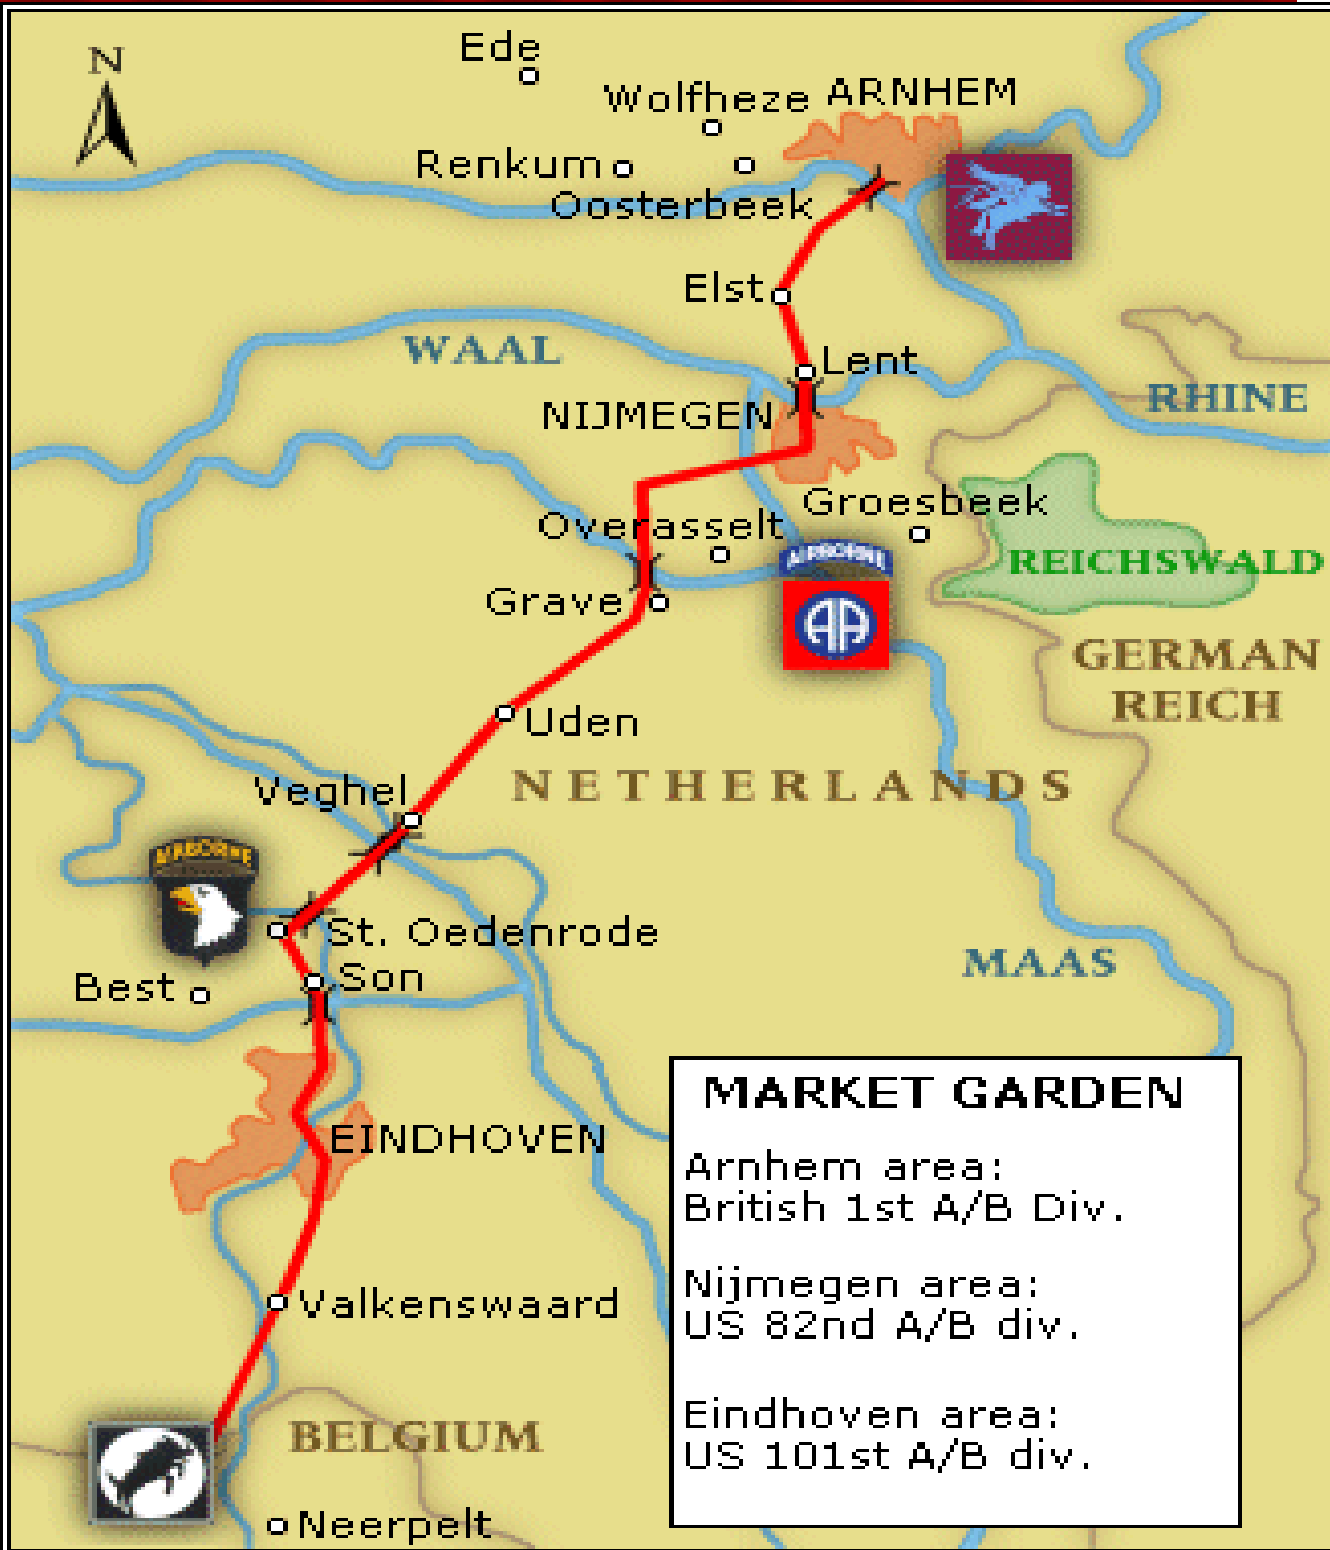 N
Ede
Wolfheze
ARNHEM
Renkum
Oosterbeek
Elst
WAAL
Lent
RHINE
NIJMEGEN
Groesbeek
Overasselt
AIRBORNE
AA
REICHSWALD
Grave
GERMAN
REICH
Uden
NETHERLANDS
Veghel
AIRBORNE
St. Oedenrode
MAAS
Son
Best
EINDHOVEN
Valkenswaard
BELGIUM
Neerpelt
MARKET GARDEN
Arnhem area:
British 1st A/B Div.
Nijmegen area:
US 82nd A/B div.
Eindhoven area:
US 101st A/B div.